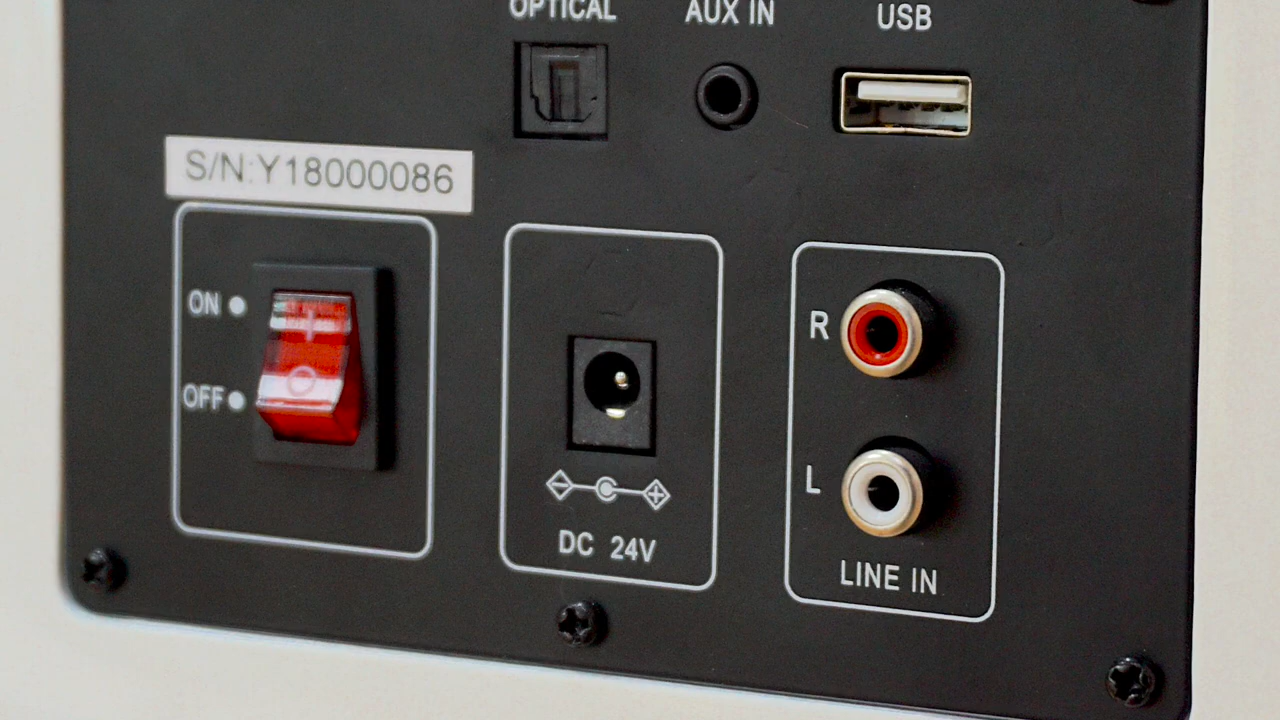 OPTICAL
AUX IN
USB
S/N:Y18000086
ON
OFF
R
L
DC 24V
LINE IN